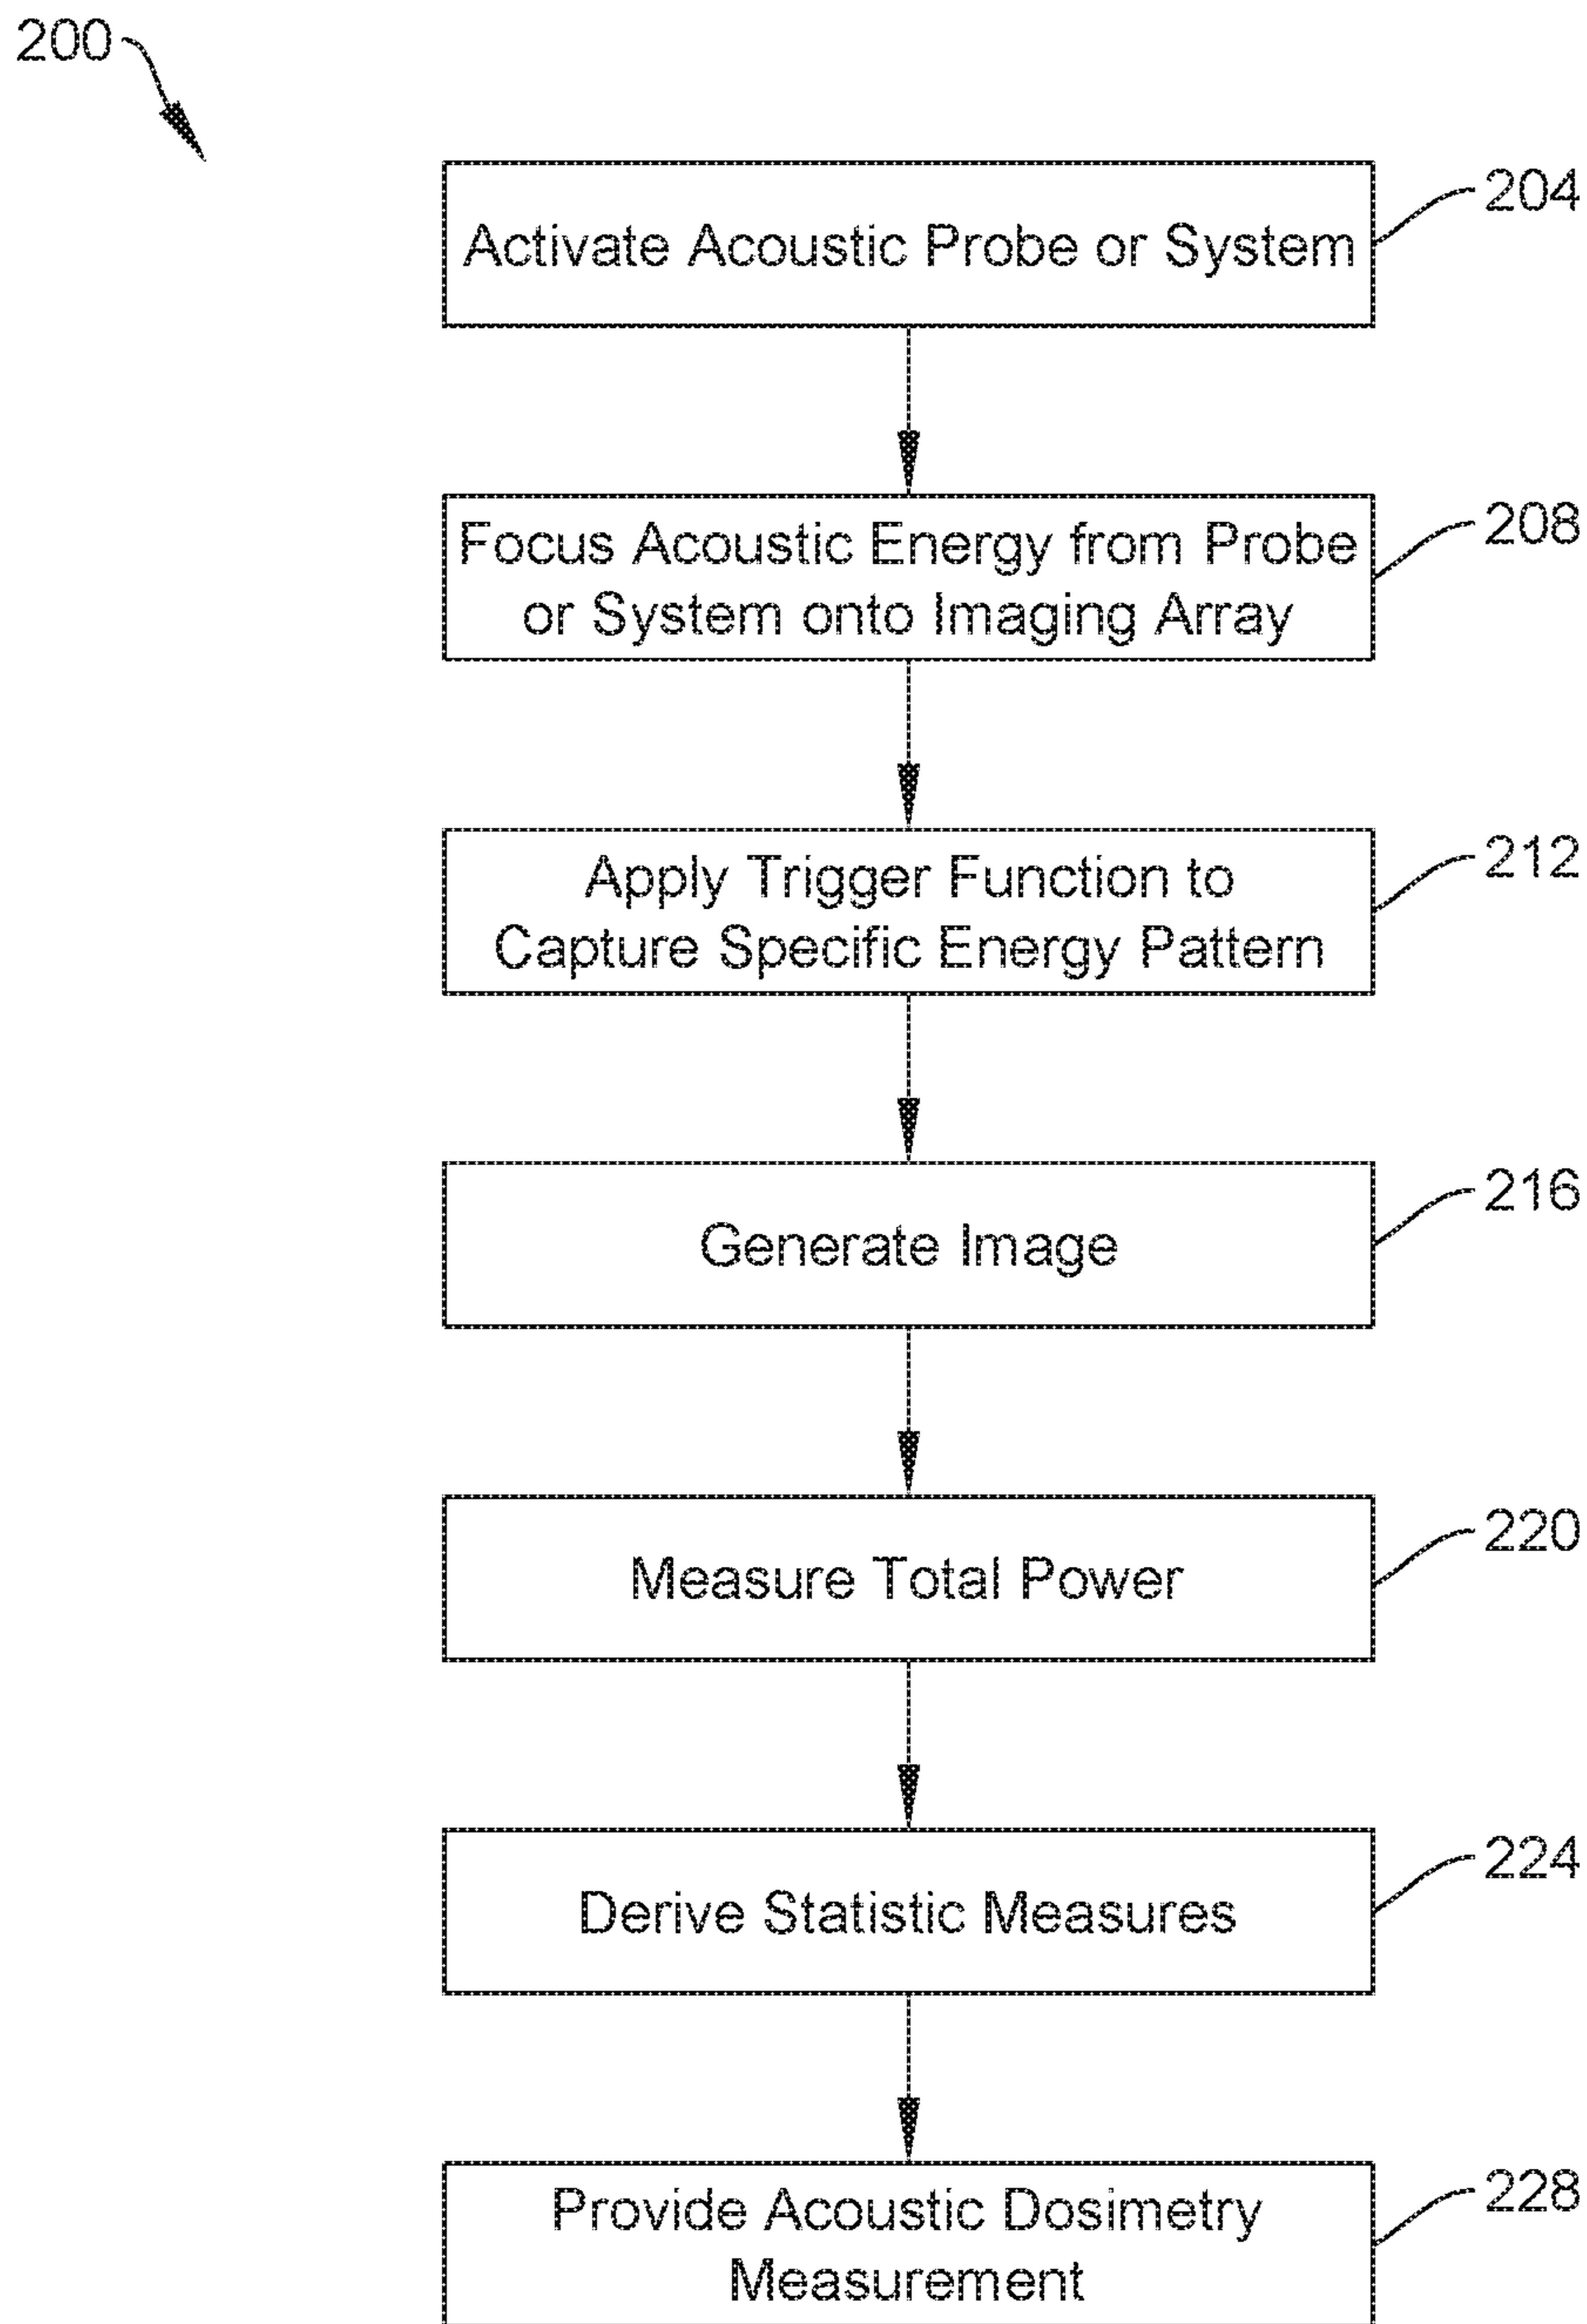 200
Activate Acoustic Probe or System
204
Focus Acoustic Energy from Probe
or System onto Imaging Array
208
Apply Trigger Function to
Capture Specific Energy Pattern
212
Generate Image
216
Measure Total Power
220
Derive Statistic Measures
224
Provide Acoustic Dosimetry
Measurement
228